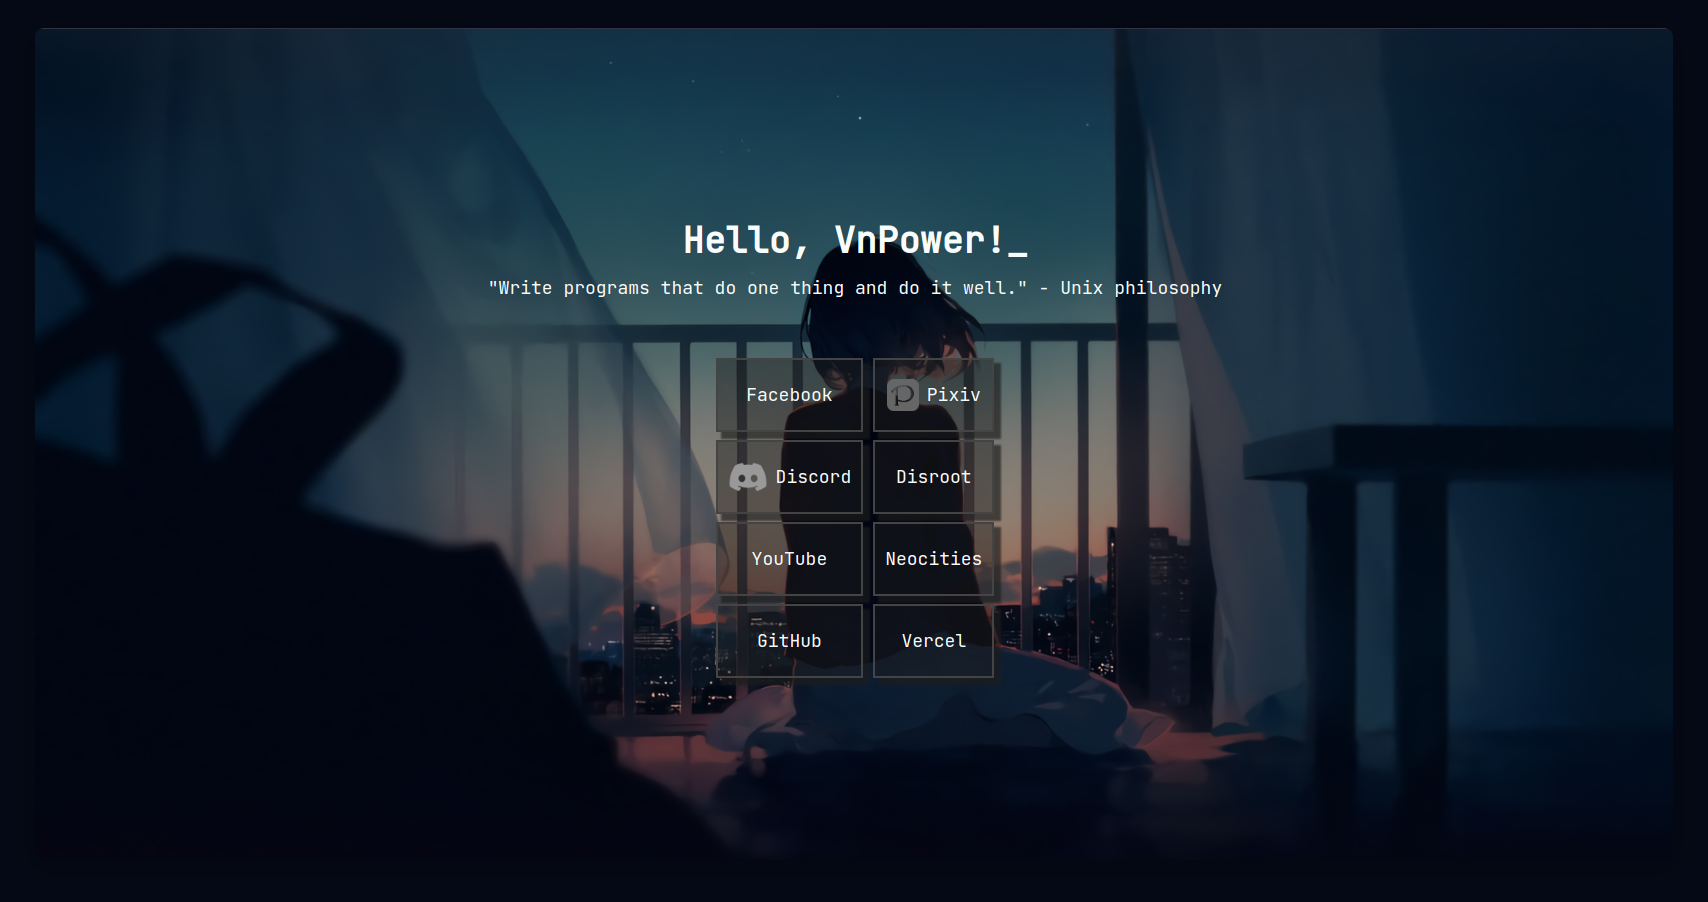 Hello, VnPower!_
"Write programs that do one thing and do it well." - Unix philosophy
Facebook
Pixiv
Discord
Disroot
YouTube
Neocities
GitHub
Vercel